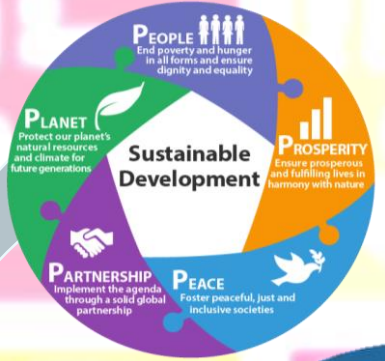 PEOPLE
End poverty and hunger
in all forms and ensure
dignity and equality
PROSPERITY
Ensure prosperous
and fulfilling lives in
harmony with nature
PEACE
Foster peaceful, just and
inclusive societies
PARTNERSHIP
Implement the agenda
through a solid global
partnership
PLANET
Protect our planet's
natural resources
and climate for
future generations
Sustainable
Development